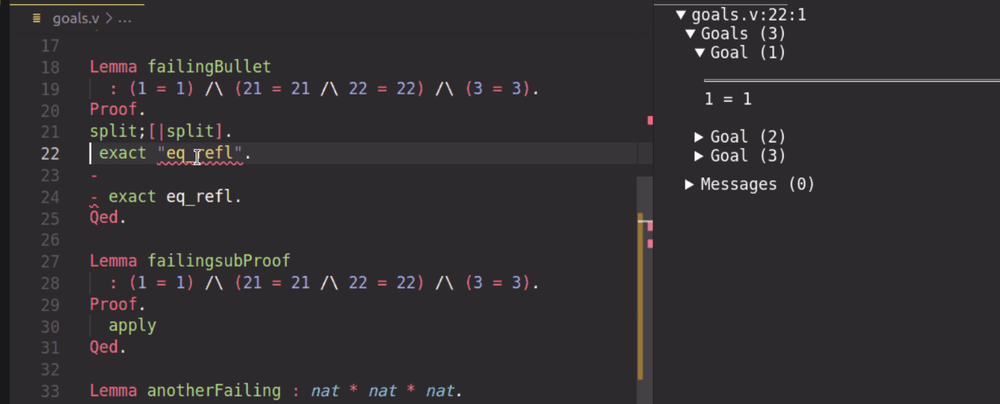 goals.v > ...
17
18 Lemma failingBullet
19 : (1 = 1) /\ (21 = 21 /\ 22 = 22) /\ (3 = 3).
20 Proof.
21 split;[|split].
22 exact "eq_refl".
23 -
24 - exact eq_refl.
25 Qed.
26
27 Lemma failingsubProof
28 : (1 = 1) /\ (21 = 21 /\ 22 = 22) /\ (3 = 3).
29 Proof.
30 apply
31 Qed.
32
33 Lemma anotherFailing : nat * nat * nat.
▼ goals.v:22:1
▼ Goals (3)
▼ Goal (1)
1 = 1
▶ Goal (2)
▶ Goal (3)
▶ Messages (0)